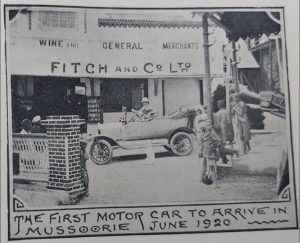 WINE AND GENERAL MERCHANTS
FITCH AND CO LTD
THE FIRST MOTOR CAR TO ARRIVE IN
MUSSOORIE JUNE 1920